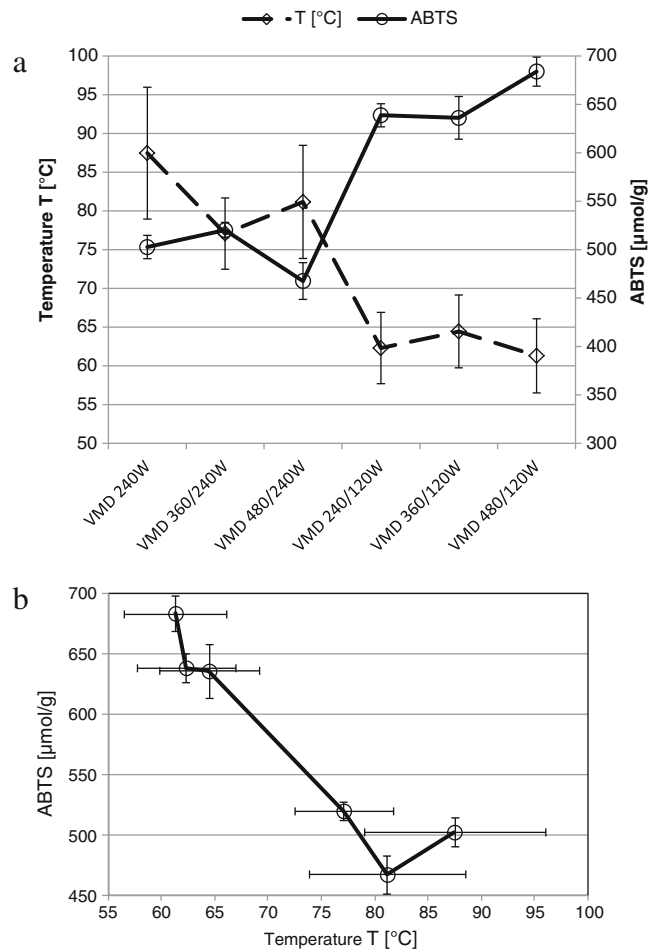 T [°C] ABTS
a
100 700
95 650
90
85 600
80 550
75 500
70 450
65 400
60
55 350
50 300
Temperature T [°C]
ABTS [µmol/g]
VMD 240W
VMD 360/240W
VMD 480/240W
VMD 240/120W
VMD 360/120W
VMD 480/120W
b
700
650
600
550
500
450
ABTS [µmol/g]
55 60 65 70 75 80 85 90 95 100
Temperature T [°C]